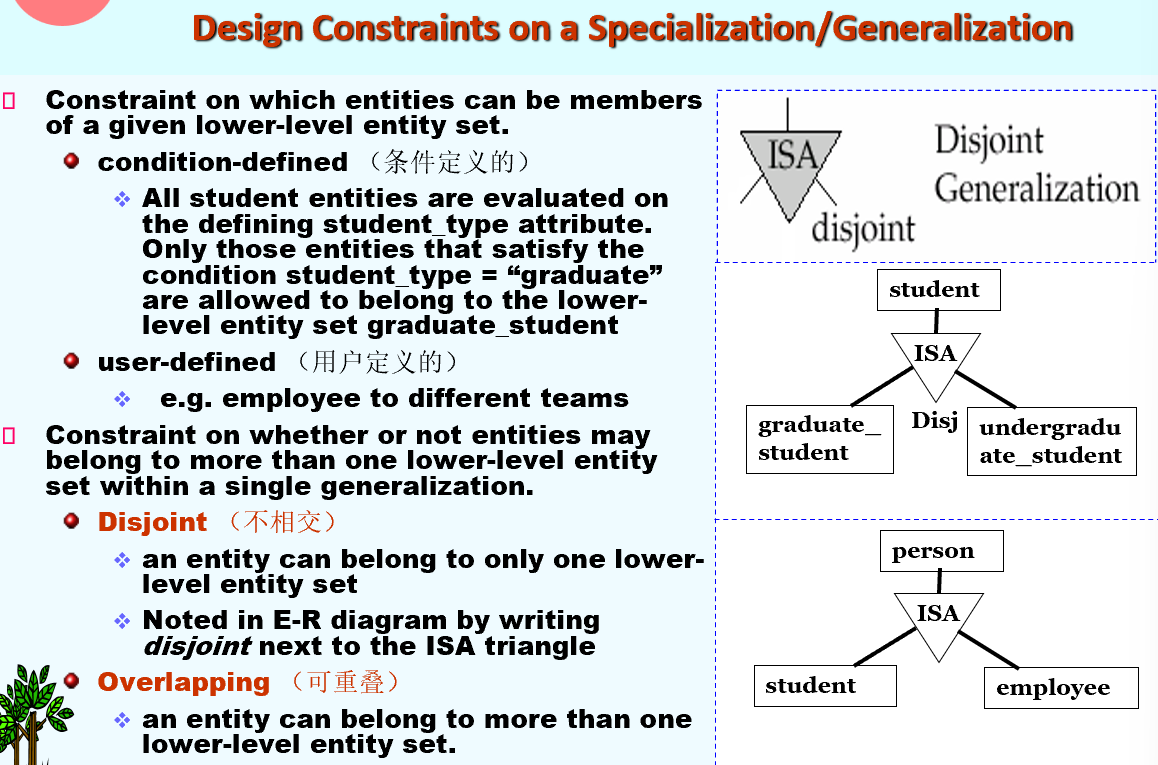 Design Constraints on a Specialization/Generalization
Constraint on which entities can be members
of a given lower-level entity set.
condition-defined （条件定义的）
All student entities are evaluated on
the defining student_type attribute.
Only those entities that satisfy the
condition student_type = “graduate”
are allowed to belong to the lower-
level entity set graduate_student
user-defined （用户定义的）
e.g. employee to different teams
Constraint on whether or not entities may
belong to more than one lower-level entity
set within a single generalization.
Disjoint （不相交）
an entity can belong to only one lower-
level entity set
Noted in E-R diagram by writing
disjoint next to the ISA triangle
Overlapping （可重叠）
an entity can belong to more than one
lower-level entity set.
ISA
disjoint
Disjoint
Generalization
student
ISA
graduate_
student
Disj
undergradu
ate_student
person
ISA
student
employee